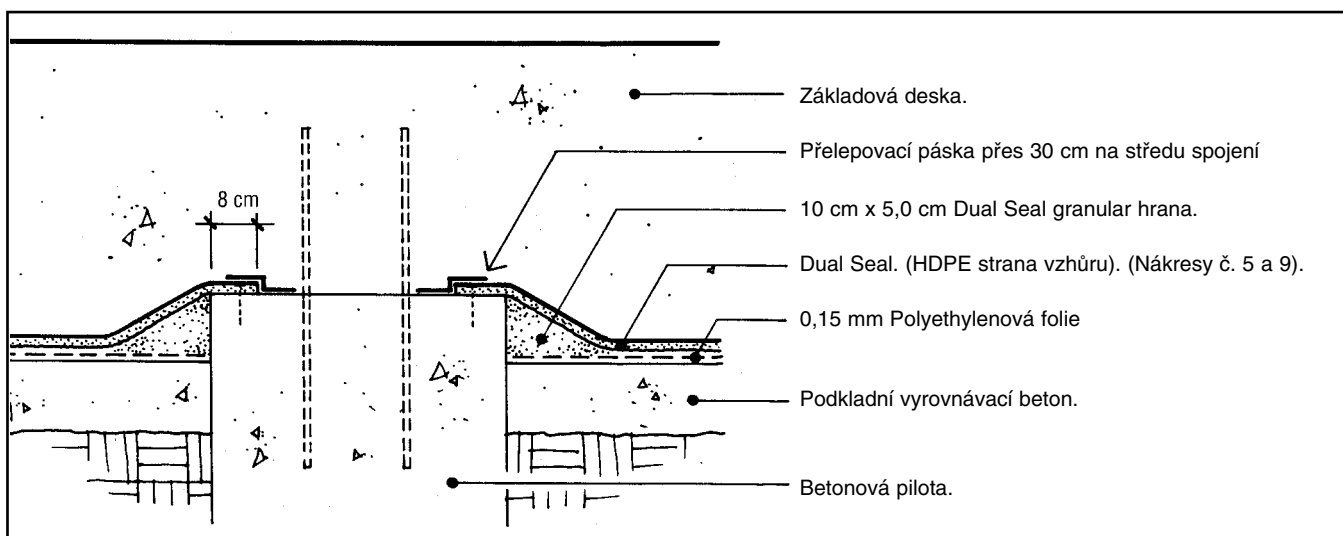 Základová deska.
Přelepovací páska přes 30 cm na středu spojení
8 cm
10 cm x 5,0 cm Dual Seal granular hrana.
Dual Seal. (HDPE strana vzhůru). (Nákresy č. 5 a 9).
0,15 mm Polyethylenová folie
Podkladní vyrovnávací beton.
Betonová pilota.